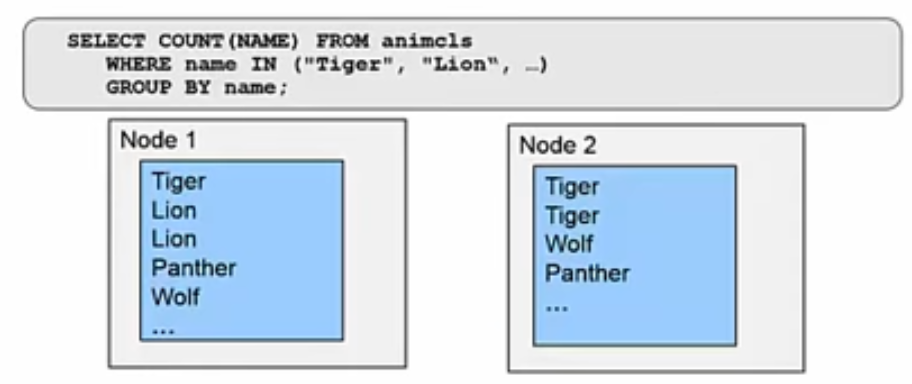 SELECT COUNT(NAME) FROM animcls
WHERE name IN ("Tiger", "Lion", …)
GROUP BY name;
Node 1
Tiger
Lion
Lion
Panther
Wolf
...
Node 2
Tiger
Tiger
Wolf
Panther
...